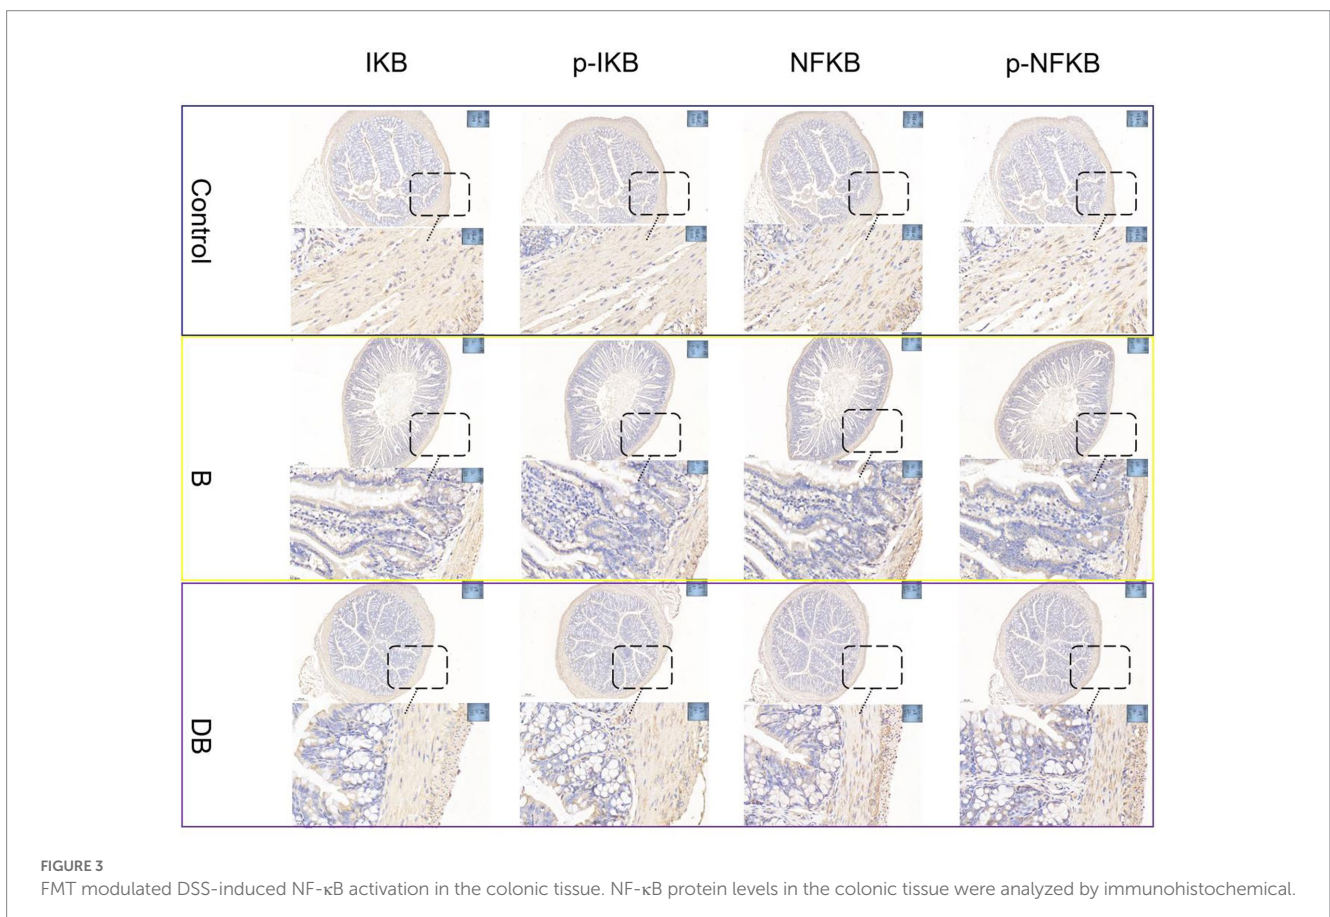 IKB p-IKB NFKB p-NFKB
Control
B
DB
FIGURE 3
FMT modulated DSS-induced NF-κB activation in the colonic tissue. NF-κB protein levels in the colonic tissue were analyzed by immunohistochemical.